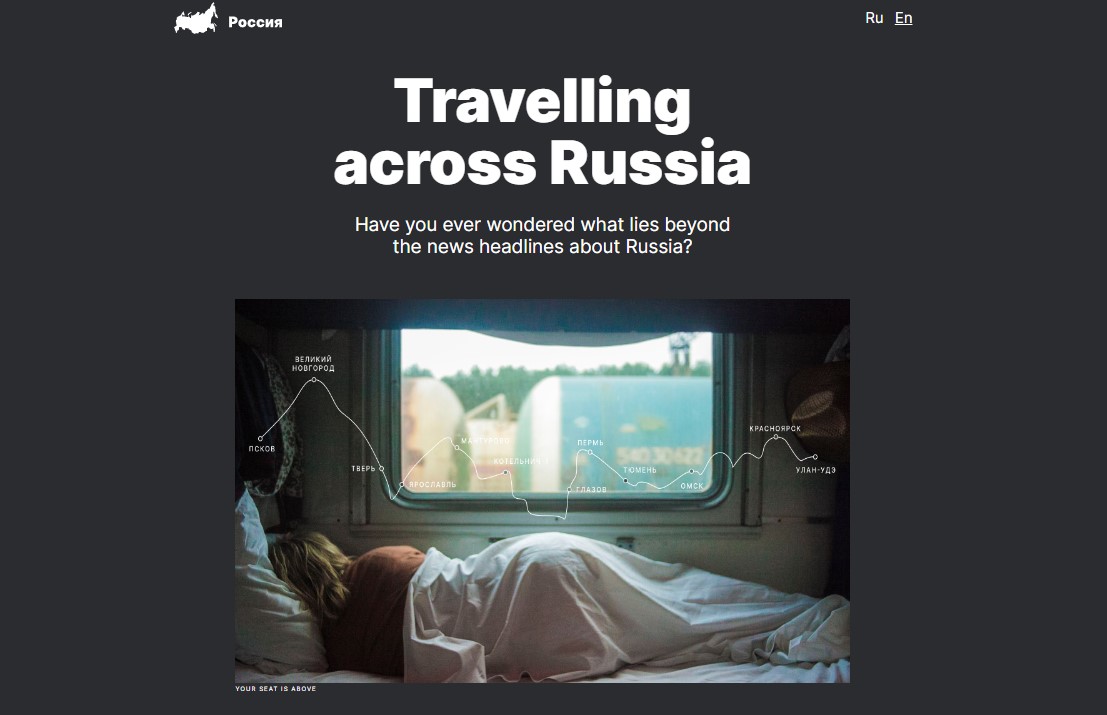 Россия
Ru En
Travelling
across Russia
Have you ever wondered what lies beyond
the news headlines about Russia?
ВЕЛИКИЙ
НОВГОРОД
ПСКОВ
ТВЕРЬ
ЯРОСЛАВЛЬ
МАНТУРОВО
КОТЕЛЬНИЧ
ГЛАЗОВ
ПЕРМЬ
ТЮМЕНЬ
ОМСК
КРАСНОЯРСК
УЛАН-УДЭ
54030622
YOUR SEAT IS ABOVE